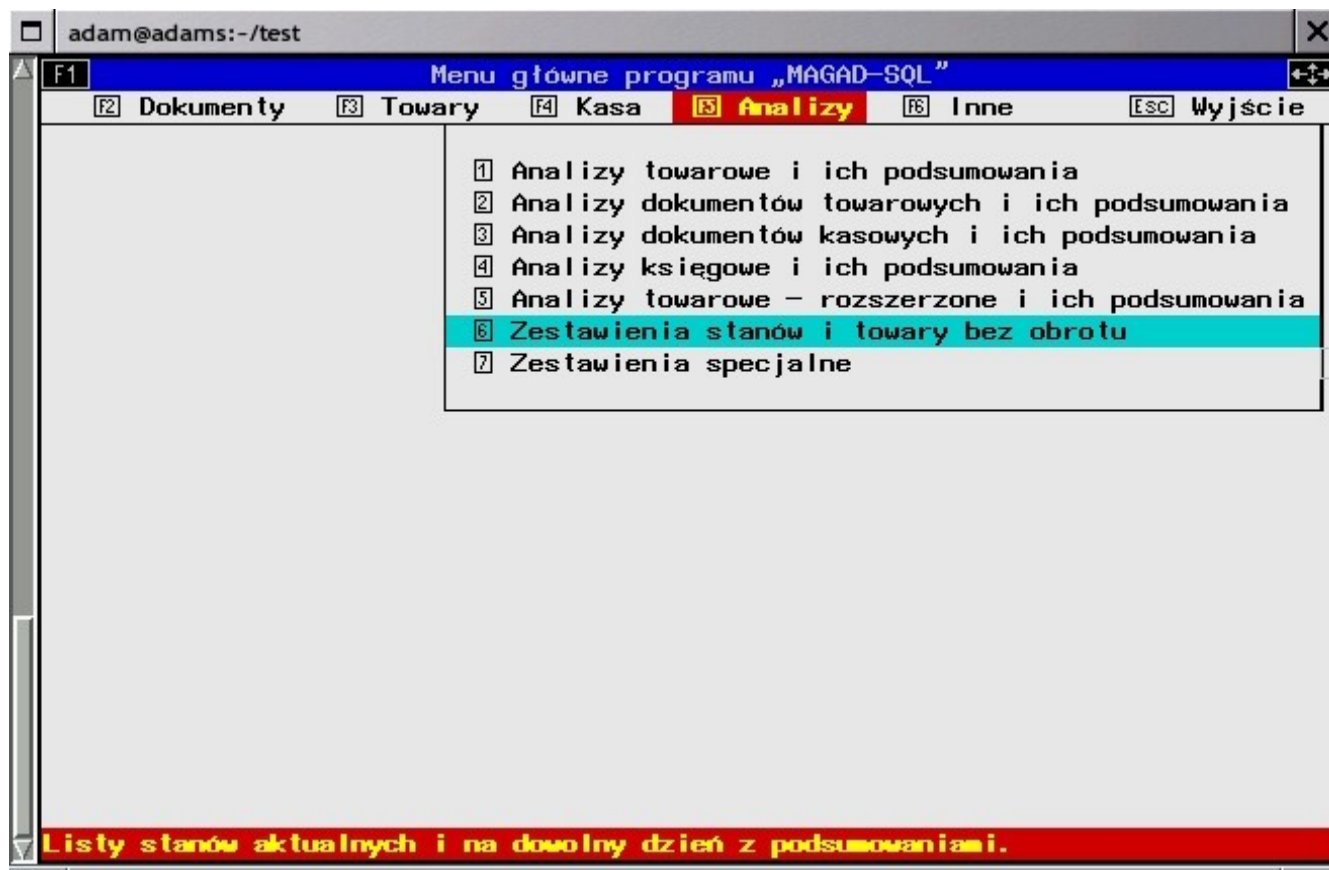 adam@adams:~/test
F1 Menu główne programu „MAGAD-SQL”
F2 Dokumenty F3 Towary F4 Kasa F5 Analizy F6 Inne ESC Wyjście
1 Analizy towarowe i ich podsumowania
2 Analizy dokumentów towarowych i ich podsumowania
3 Analizy dokumentów kasowych i ich podsumowania
4 Analizy księgowe i ich podsumowania
5 Analizy towarowe – rozszerzone i ich podsumowania
6 Zestawienia stanów i towary bez obrotu
7 Zestawienia specjalne
Listy stanów aktualnych i na dowolny dzień z podsumowaniami.